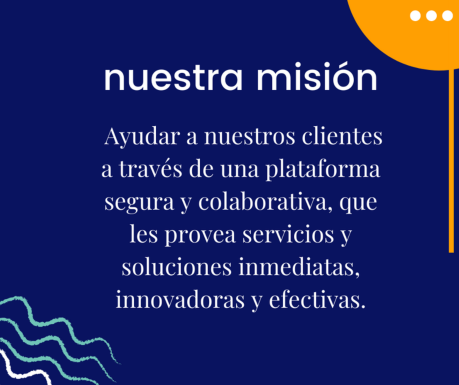 nuestra misión
Ayudar a nuestros clientes
a través de una plataforma
segura y colaborativa, que
les provea servicios y
soluciones inmediatas,
innovadoras y efectivas.